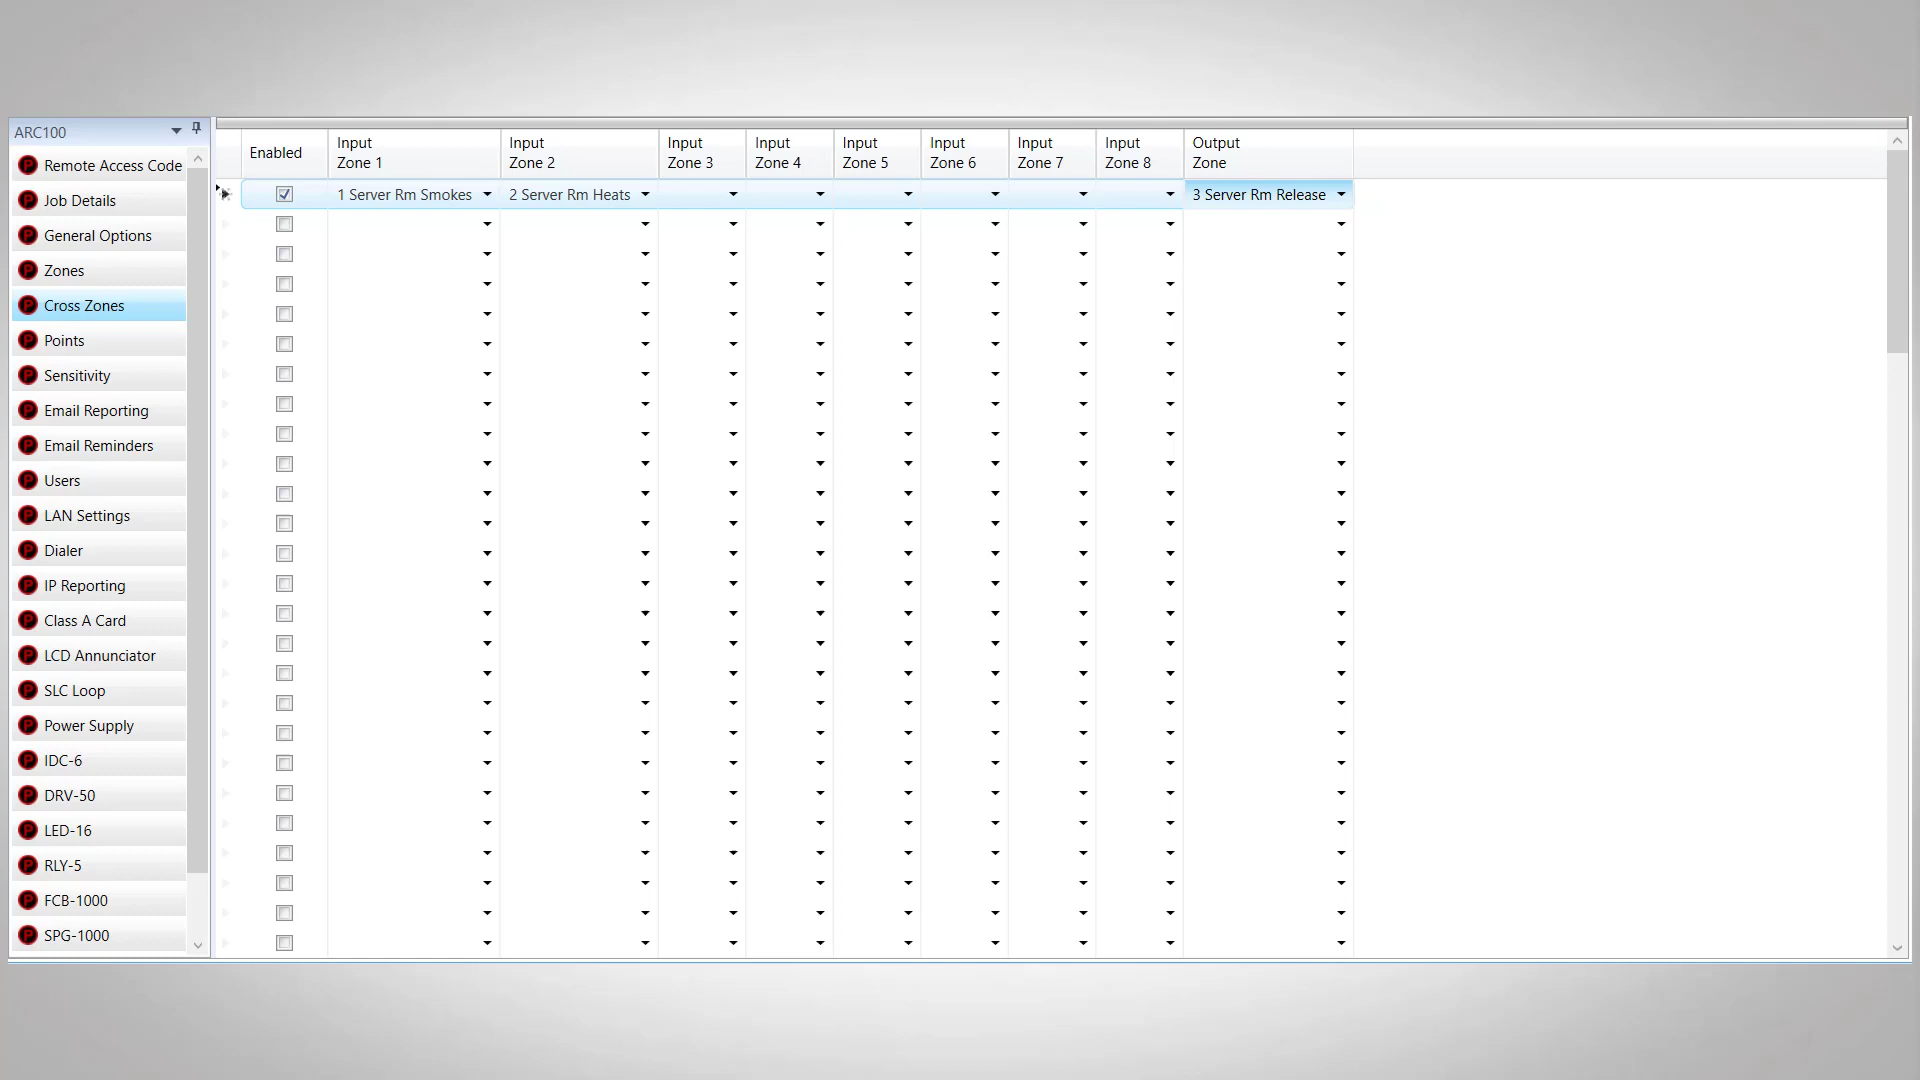 ARC100
Remote Access Code
Job Details
General Options
Zones
Cross Zones
Points
Sensitivity
Email Reporting
Email Reminders
Users
LAN Settings
Dialer
IP Reporting
Class A Card
LCD Annunciator
SLC Loop
Power Supply
IDC-6
DRV-50
LED-16
RLY-5
FCB-1000
SPG-1000
Enabled
Input
Zone 1
Input
Zone 2
Input
Zone 3
Input
Zone 4
Input
Zone 5
Input
Zone 6
Input
Zone 7
Input
Zone 8
Output
Zone
1 Server Rm Smokes
2 Server Rm Heats
3 Server Rm Release